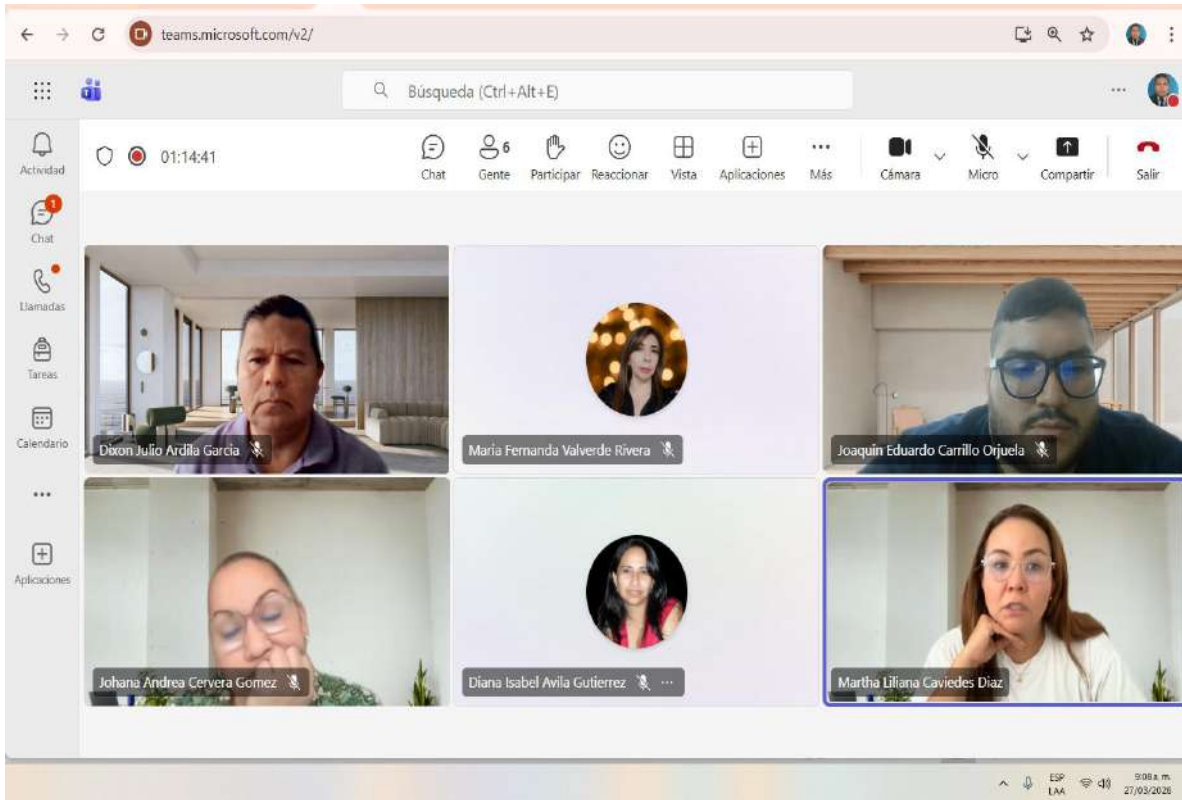 teams.microsoft.com/v2/
Búsqueda (Ctrl+Alt+E)
Actividad
01:14:41
6
Chat Gente Participar Reaccionar Vista Aplicaciones Más Cámara Micro Compartir Salir
1
Chat
Llamadas
Tareas
Calendario
Aplicaciones
Dixon Julio Ardila Garcia
Maria Fernanda Valverde Rivera
Joaquin Eduardo Carrillo Orjuela
Johana Andrea Cervera Gomez
Diana Isabel Avila Gutierrez
Martha Liliana Caviedes Diaz
ESP
LAA
9:08 a. m.
27/03/2026